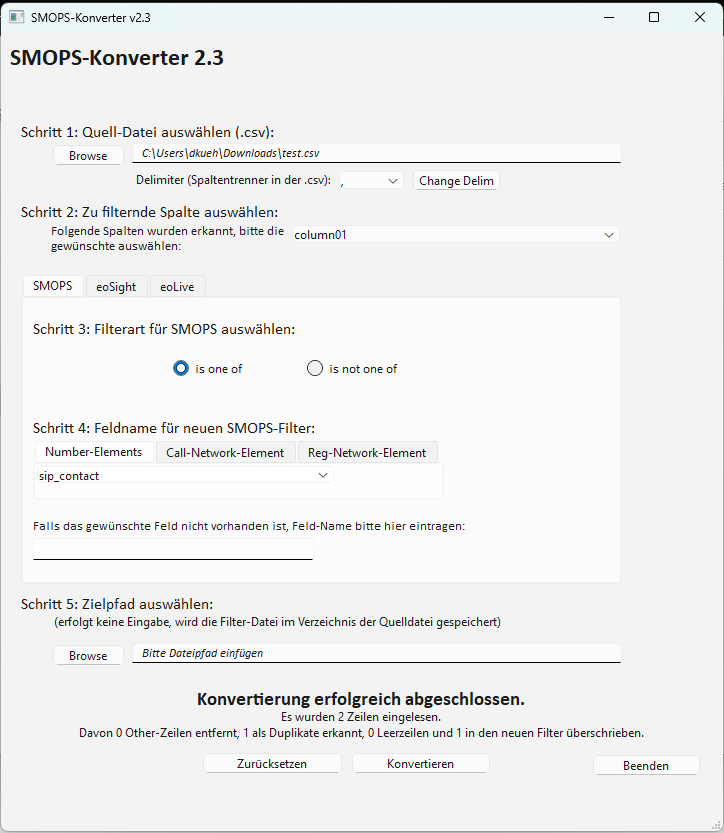 SMOPS-Konverter v2.3
SMOPS-Konverter 2.3
Schritt 1: Quell-Datei auswählen (.csv):
Browse
C:\Users\dkueh\Downloads\test.csv
Delimiter (Spaltentrenner in der .csv):
,
Change Delim
Schritt 2: Zu filternde Spalte auswählen:
Folgende Spalten wurden erkannt, bitte die
gewünschte auswählen:
column01
SMOPS
eoSight
eoLive
Schritt 3: Filterart für SMOPS auswählen:
is one of
is not one of
Schritt 4: Feldname für neuen SMOPS-Filter:
Number-Elements
Call-Network-Element
Reg-Network-Element
sip_contact
Falls das gewünschte Feld nicht vorhanden ist, Feld-Name bitte hier eintragen:
Schritt 5: Zielpfad auswählen:
(erfolgt keine Eingabe, wird die Filter-Datei im Verzeichnis der Quelldatei gespeichert)
Browse
Bitte Dateipfad einfügen
Konvertierung erfolgreich abgeschlossen.
Es wurden 2 Zeilen eingelesen.
Davon 0 Other-Zeilen entfernt, 1 als Duplikate erkannt, 0 Leerzeilen und 1 in den neuen Filter überschrieben.
Zurücksetzen
Konvertieren
Beenden